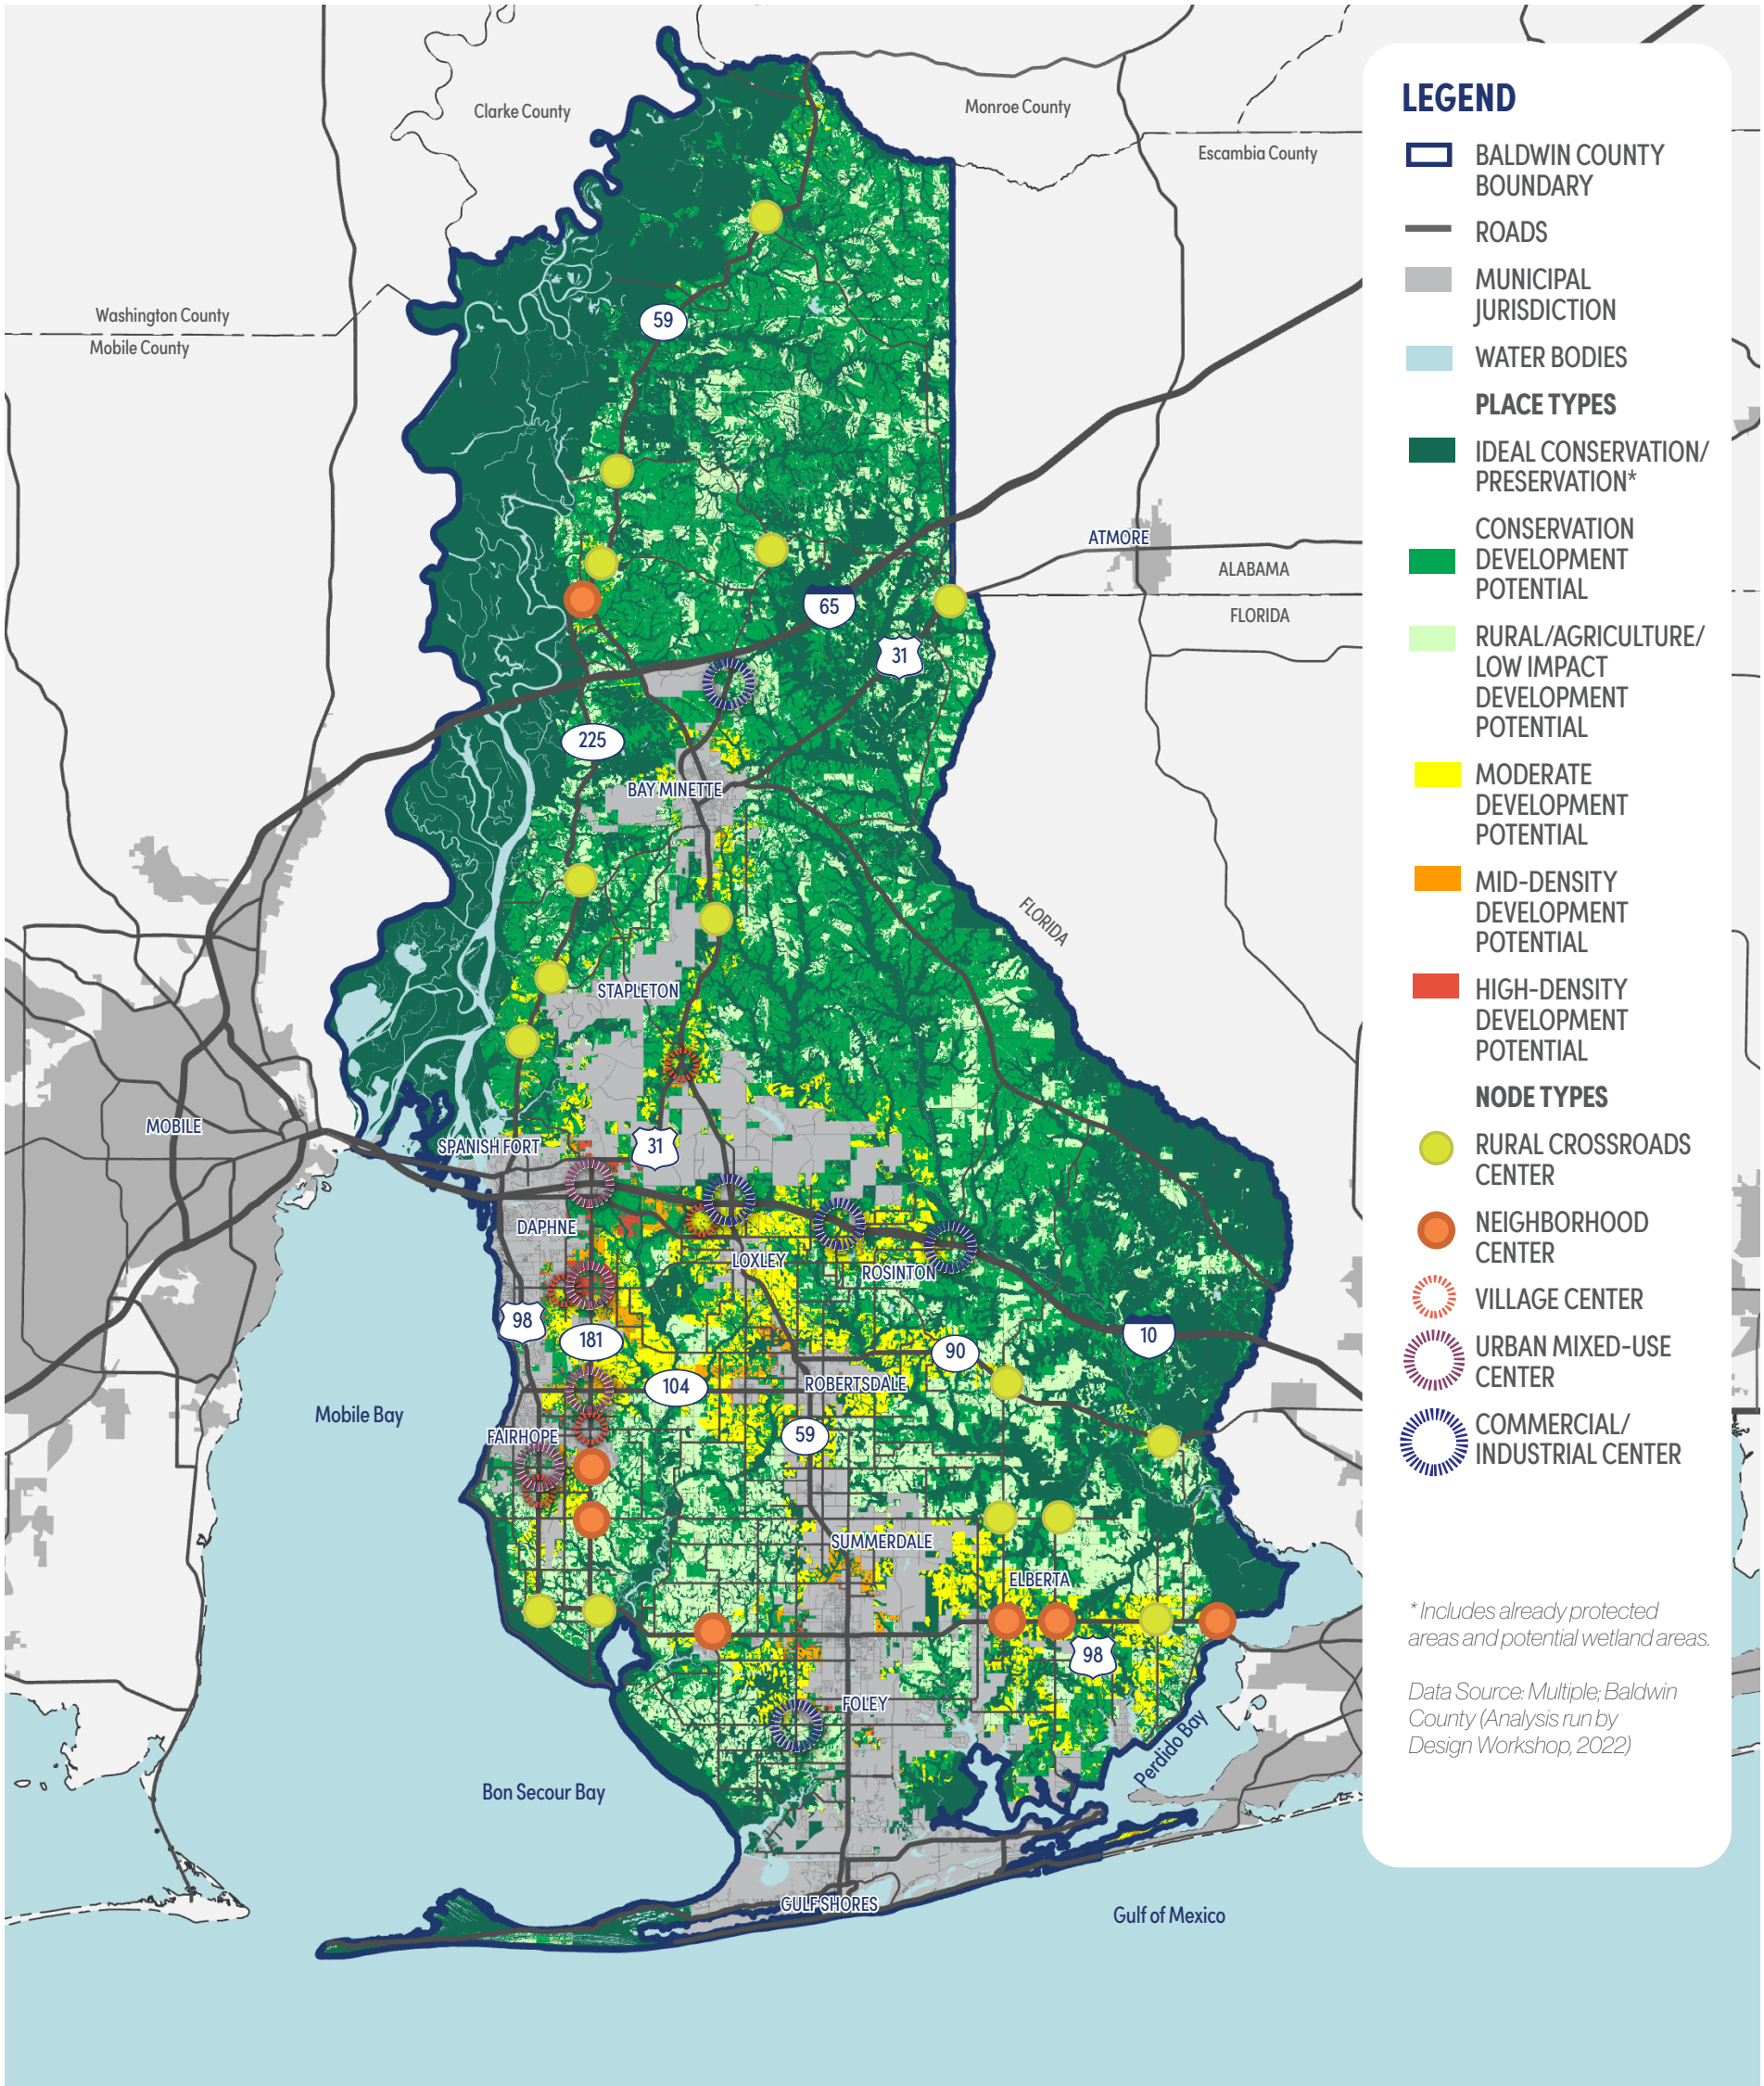 Clarke County
Monroe County
Escambia County
Washington County
Mobile County
59
ATMORE
ALABAMA
FLORIDA
65
31
225
BAY MINETTE
FLORIDA
STAPLETON
MOBILE
SPANISH FORT
31
DAPHNE
LOXLEY
ROSINTON
98
181
10
90
104
ROBERTSDALE
Mobile Bay
59
FAIRHOPE
SUMMERDALE
ELBERTA
98
FOLEY
Perdido Bay
Bon Secour Bay
GULF SHORES
Gulf of Mexico
LEGEND
BALDWIN COUNTY
BOUNDARY
ROADS
MUNICIPAL
JURISDICTION
WATER BODIES
PLACE TYPES
IDEAL CONSERVATION/
PRESERVATION*
CONSERVATION
DEVELOPMENT
POTENTIAL
RURAL/AGRICULTURE/
LOW IMPACT
DEVELOPMENT
POTENTIAL
MODERATE
DEVELOPMENT
POTENTIAL
MID-DENSITY
DEVELOPMENT
POTENTIAL
HIGH-DENSITY
DEVELOPMENT
POTENTIAL
NODE TYPES
RURAL CROSSROADS
CENTER
NEIGHBORHOOD
CENTER
VILLAGE CENTER
URBAN MIXED-USE
CENTER
COMMERCIAL/
INDUSTRIAL CENTER
* Includes already protected
areas and potential wetland areas.
Data Source: Multiple; Baldwin
County (Analysis run by
Design Workshop, 2022)